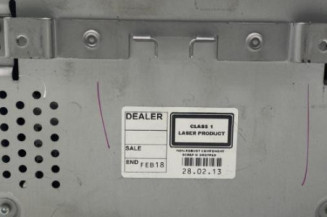 DEALER
CLASS 1
LASER PRODUCT
SALE
END FEB18
28.02.13